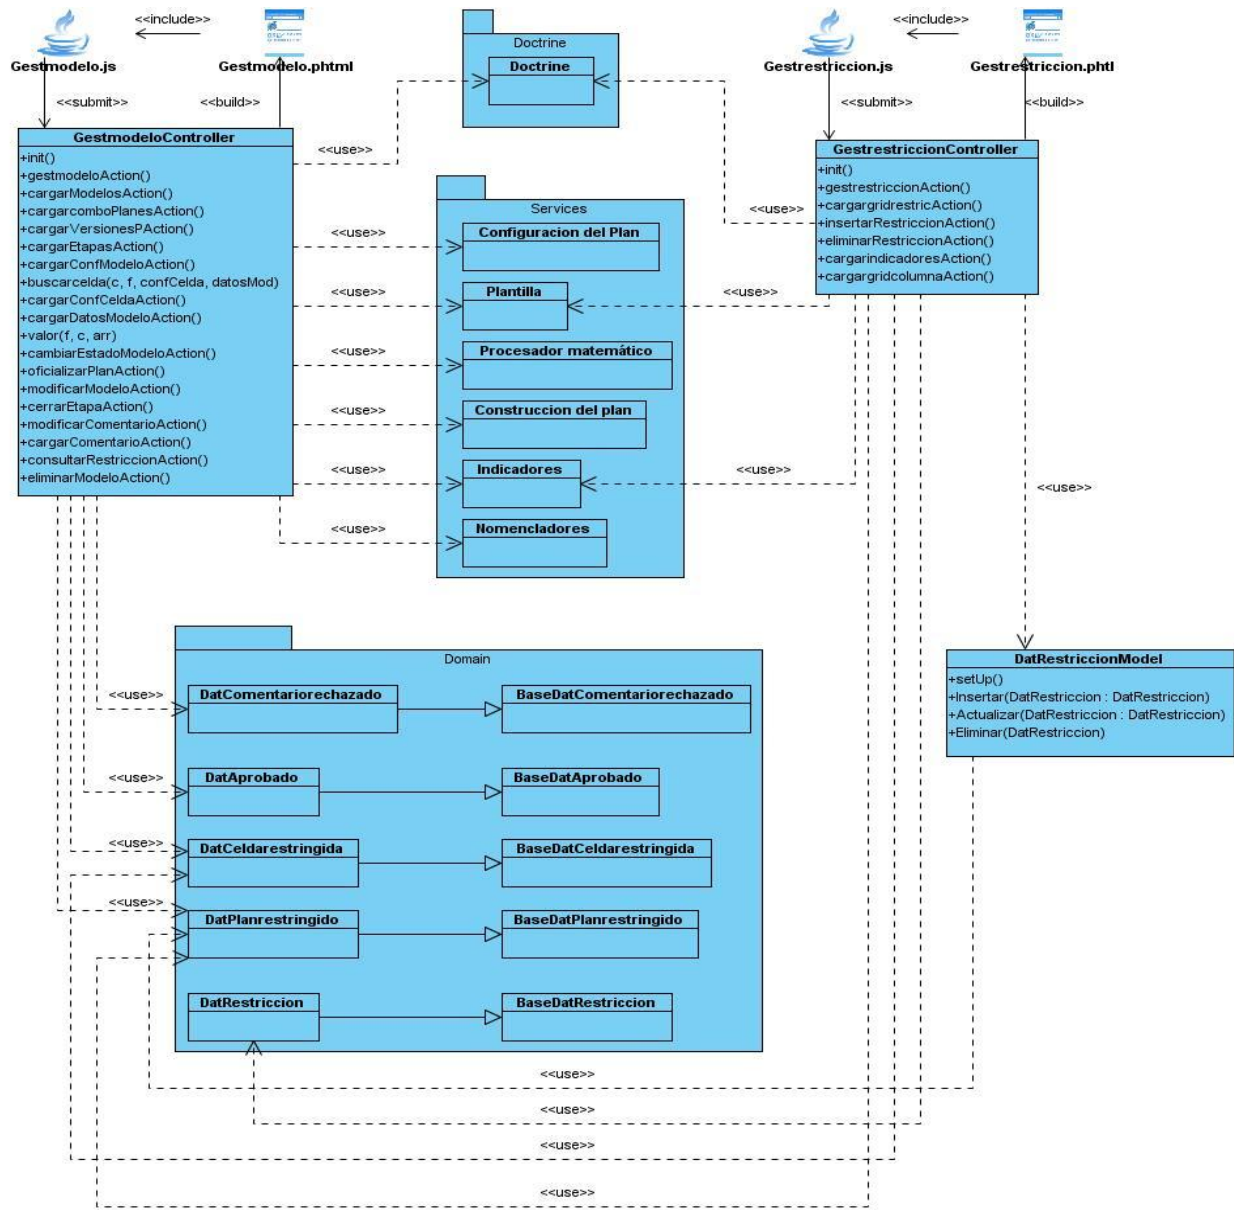 <<include>>
Gestmodelo.js
Gestmodelo.phtml
<<submit>>
<<build>>
GestmodeloController
+init()
+gestmodeloAction()
+cargarModelosAction()
+cargarcomboPlanesAction()
+cargarVersionesPAction()
+cargarEtapasAction()
+cargarConfModeloAction()
+buscarcelda(c, f, confCelda, datosMod)
+cargarConfCeldaAction()
+cargarDatosModeloAction()
+valor(f, c, arr)
+cambiarEstadoModeloAction()
+oficializarPlanAction()
+modificarModeloAction()
+cerrarEtapaAction()
+modificarComentarioAction()
+cargarComentarioAction()
+consultarRestriccionAction()
+eliminarModeloAction()
<<use>>
<<use>>
<<use>>
<<use>>
<<use>>
<<use>>
<<use>>
Doctrine
Doctrine
Services
Configuracion del Plan
Plantilla
Procesador matemático
Construccion del plan
Indicadores
Nomencladores
<<include>>
Gestrestriccion.js
Gestrestriccion.phtl
<<submit>>
<<build>>
GestrestriccionController
+init()
+gestrestriccionAction()
+cargargridrestricAction()
+insertarRestriccionAction()
+eliminarRestriccionAction()
+cargarindicadoresAction()
+cargargridcolumnaAction()
<<use>>
<<use>>
<<use>>
<<use>>
DatRestriccionModel
+setUp()
+Insertar(DatRestriccion : DatRestriccion)
+Actualizar(DatRestriccion : DatRestriccion)
+Eliminar(DatRestriccion)
Domain
<<use>>
DatComentariorechazado
BaseDatComentariorechazado
<<use>>
DatAprobado
BaseDatAprobado
<<use>>
DatCeldarestringida
BaseDatCeldarestringida
<<use>>
DatPlanrestringido
BaseDatPlanrestringido
DatRestriccion
BaseDatRestriccion
<<use>>
<<use>>
<<use>>
<<use>>